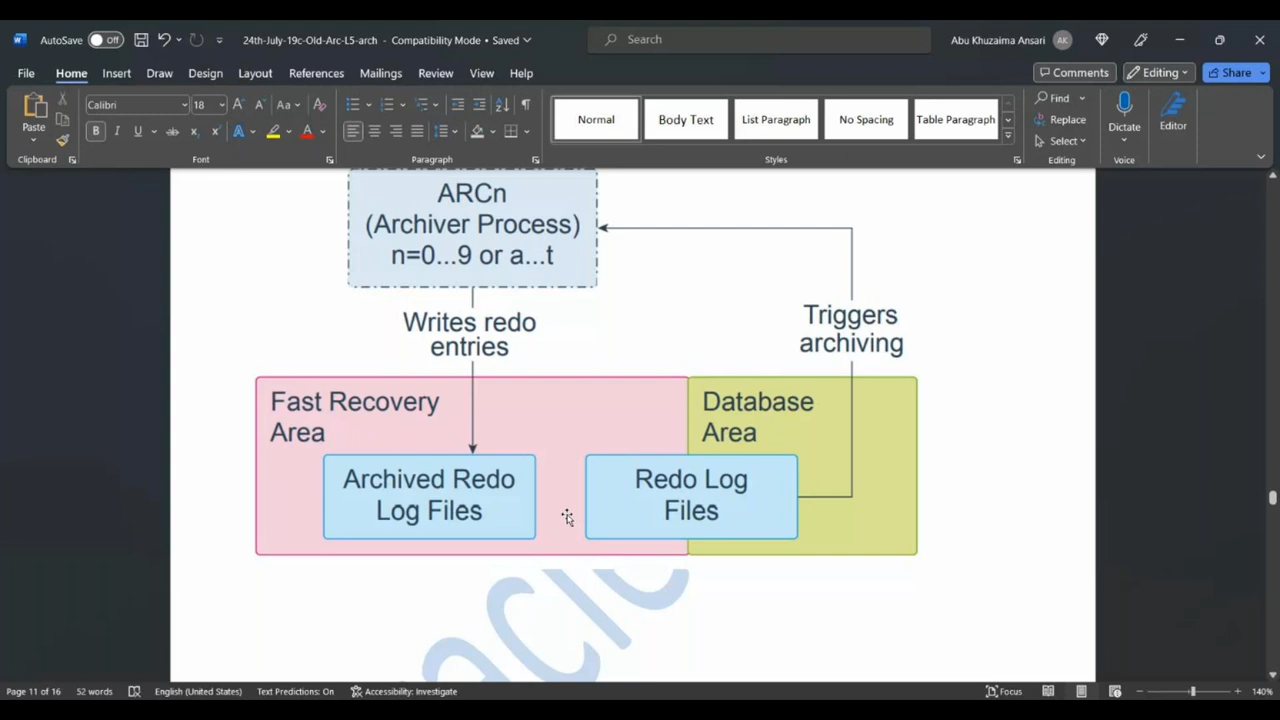 AutoSave Off 24th-July-19c-Old-Arc-L5-arch - Compatibility Mode • Saved Search Abu Khuzaima Ansari AK
File Home Insert Draw Design Layout References Mailings Review View Help Comments Editing Share
Paste Calibri 18 Aa Normal Body Text List Paragraph No Spacing Table Paragraph Find Replace Select Dictate Editor
Clipboard Font Paragraph Styles Editing Voice Editor
ARCn
(Archiver Process)
n=0...9 or a...t
Writes redo
entries
Triggers
archiving
Fast Recovery
Area
Database
Area
Archived Redo
Log Files
Redo Log
Files
acle
Page 11 of 16 52 words English (United States) Text Predictions: On Accessibility: Investigate Focus 140%